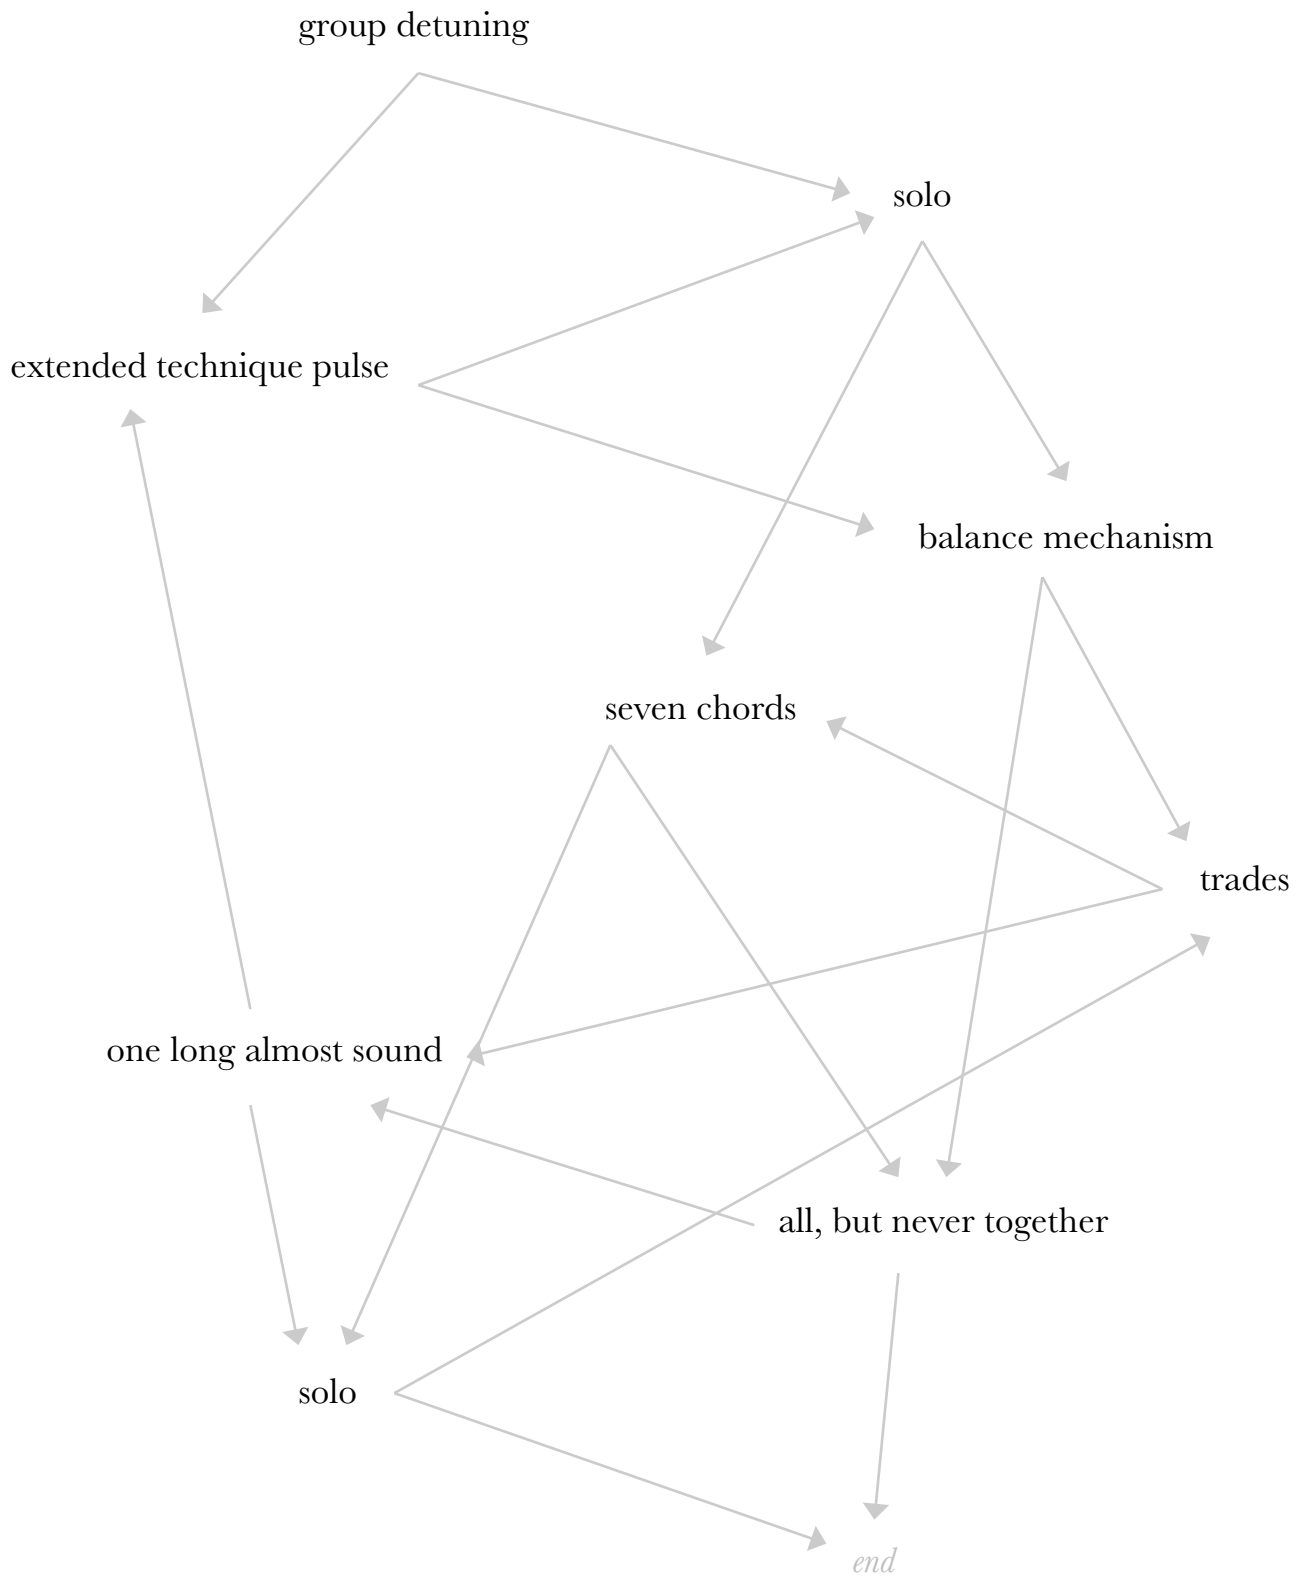 group detuning
solo
extended technique pulse
balance mechanism
seven chords
trades
one long almost sound
all, but never together
solo
end